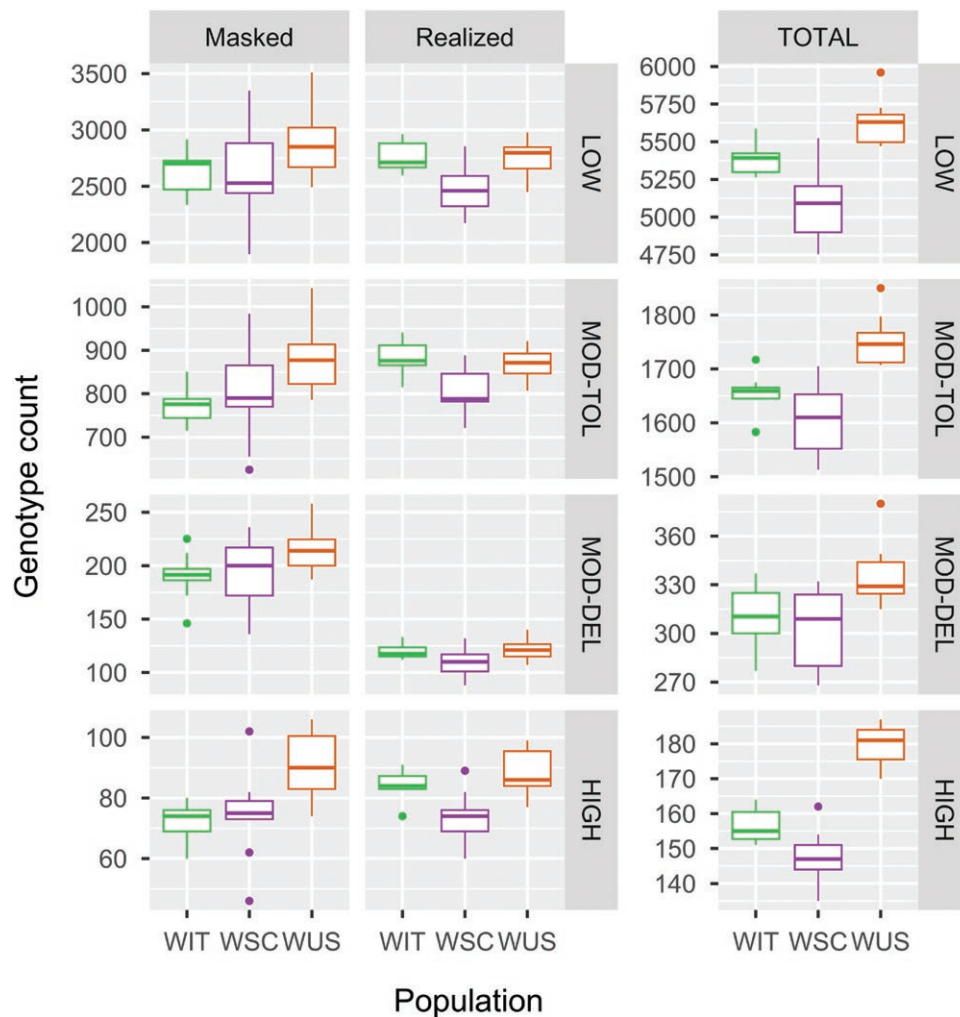 Masked Realized TOTAL
3500
3000
2500
2000
LOW
6000
5750
5500
5250
5000
4750
LOW
1000
900
800
700
MOD-TOL
1800
1700
1600
1500
MOD-TOL
250
200
150
100
MOD-DEL
360
330
300
270
MOD-DEL
100
80
60
HIGH
180
170
160
150
140
HIGH
Genotype count
WIT WSC WUS WIT WSC WUS WIT WSC WUS
Population